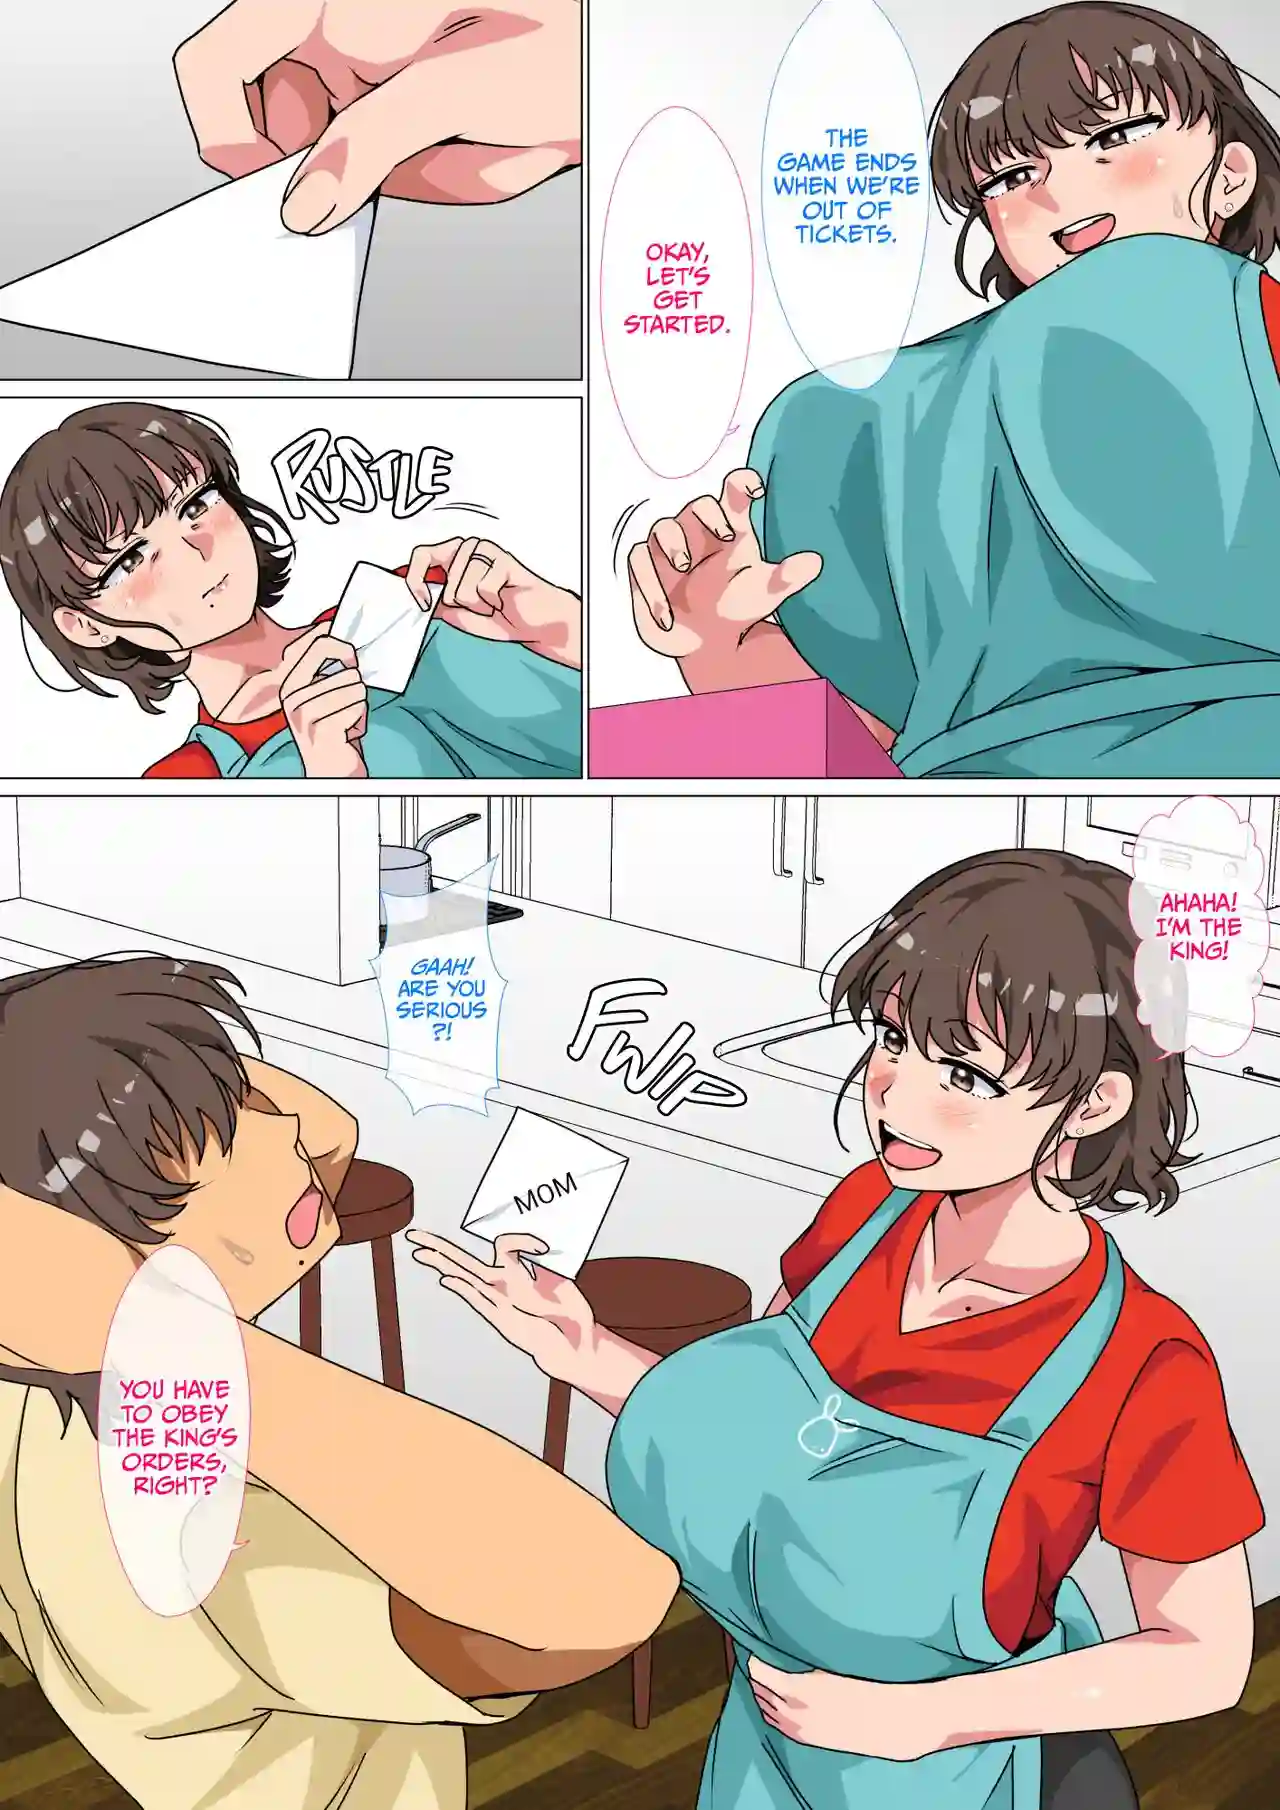 THE
GAME ENDS
WHEN WE'RE
OUT OF
TICKETS.
OKAY,
LET'S
GET
STARTED.
RUSTLE
AHAHA!
I'M THE
KING!
GAAH!
ARE YOU
SERIOUS
?!
FWIP
MOM
YOU HAVE
TO OBEY
THE KING'S
ORDERS,
RIGHT?